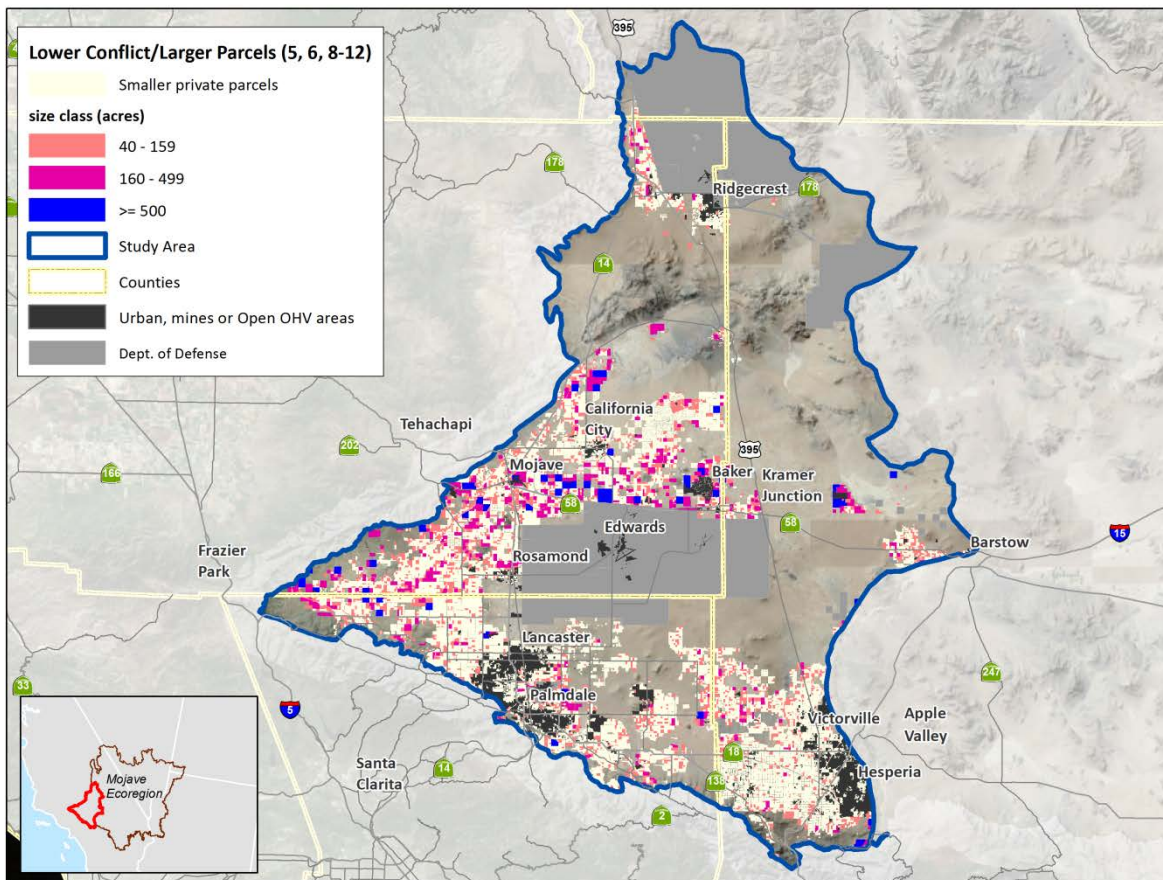 Lower Conflict/Larger Parcels (5, 6, 8-12)
Smaller private parcels
size class (acres)
40 - 159
160 - 499
>= 500
Study Area
Counties
Urban, mines or Open OHV areas
Dept. of Defense
395
178
Ridgecrest
178
14
Tehachapi
California
City
202
395
166
Mojave
Baker
Kramer
Junction
58
58
Edwards
15
Barstow
Frazier
Park
Rosamond
Lancaster
33
247
5
Palmdale
Victorville
Apple
Valley
18
Santa
Clarita
14
138
Hesperia
2
Mojave
Ecoregion